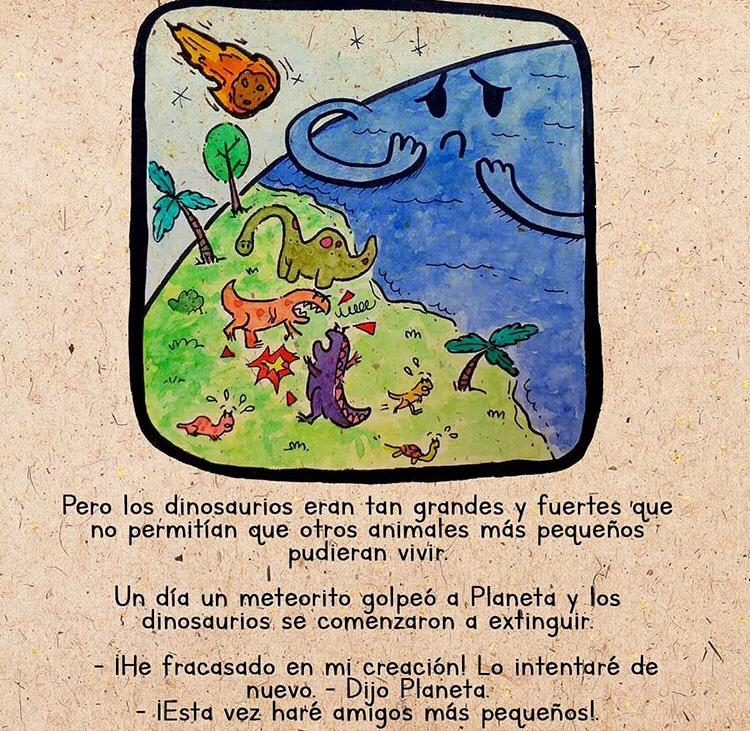 Pero los dinosaurios eran tan grandes y fuertes que
no permitían que otros animales más pequeños
pudieran vivir.
Un día un meteorito golpeó a Planeta y los
dinosaurios se comenzaron a extinguir.
- ¡He fracasado en mi creación! Lo intentaré de
nuevo. - Dijo Planeta.
- ¡Esta vez haré amigos más pequeños!.